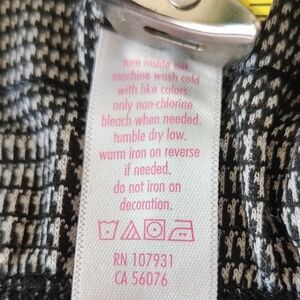 turn inside out.
machine wash cold
with like colors.
only non-chlorine
bleach when needed.
tumble dry low.
warm iron on reverse
if needed.
do not iron on
decoration.
RN 107931
CA 56076